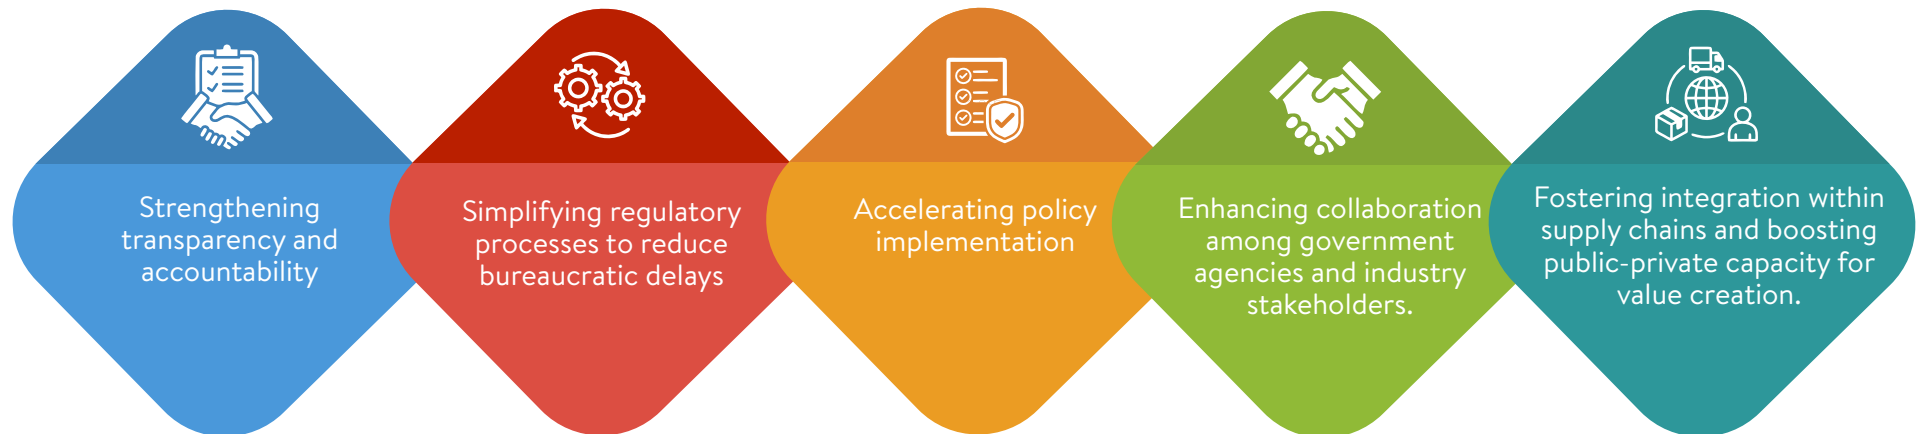 Strengthening
transparency and
accountability
Simplifying regulatory
processes to reduce
bureaucratic delays
Accelerating policy
implementation
Enhancing collaboration
among government
agencies and industry
stakeholders.
Fostering integration within
supply chains and boosting
public-private capacity for
value creation.